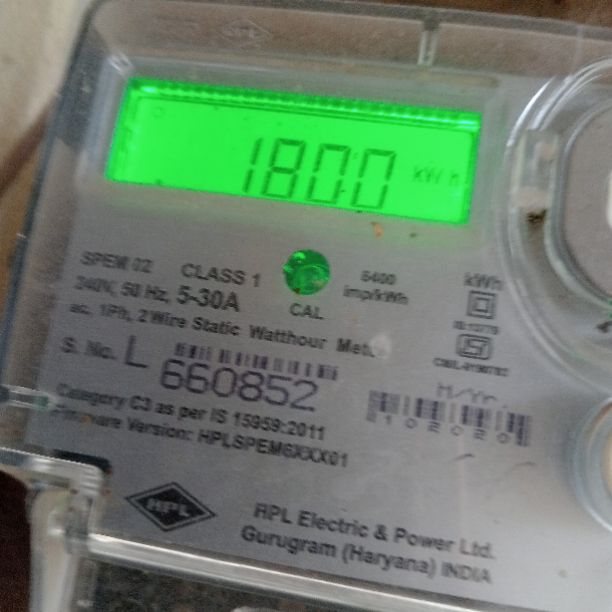 1800 kWh
SPEM 02 CLASS 1 6400 kWh
240V, 50 Hz, 5-30A CAL imp/kWh
ac, 1Ph, 2 Wire Static Watthour
S. No. L 660852
M/Yr.
102020
Category C3 as per IS 15959:2011
Version: HPLSPEM6XXX01
HPL
HPL Electric & Power Ltd.
Gurugram (Haryana) INDIA